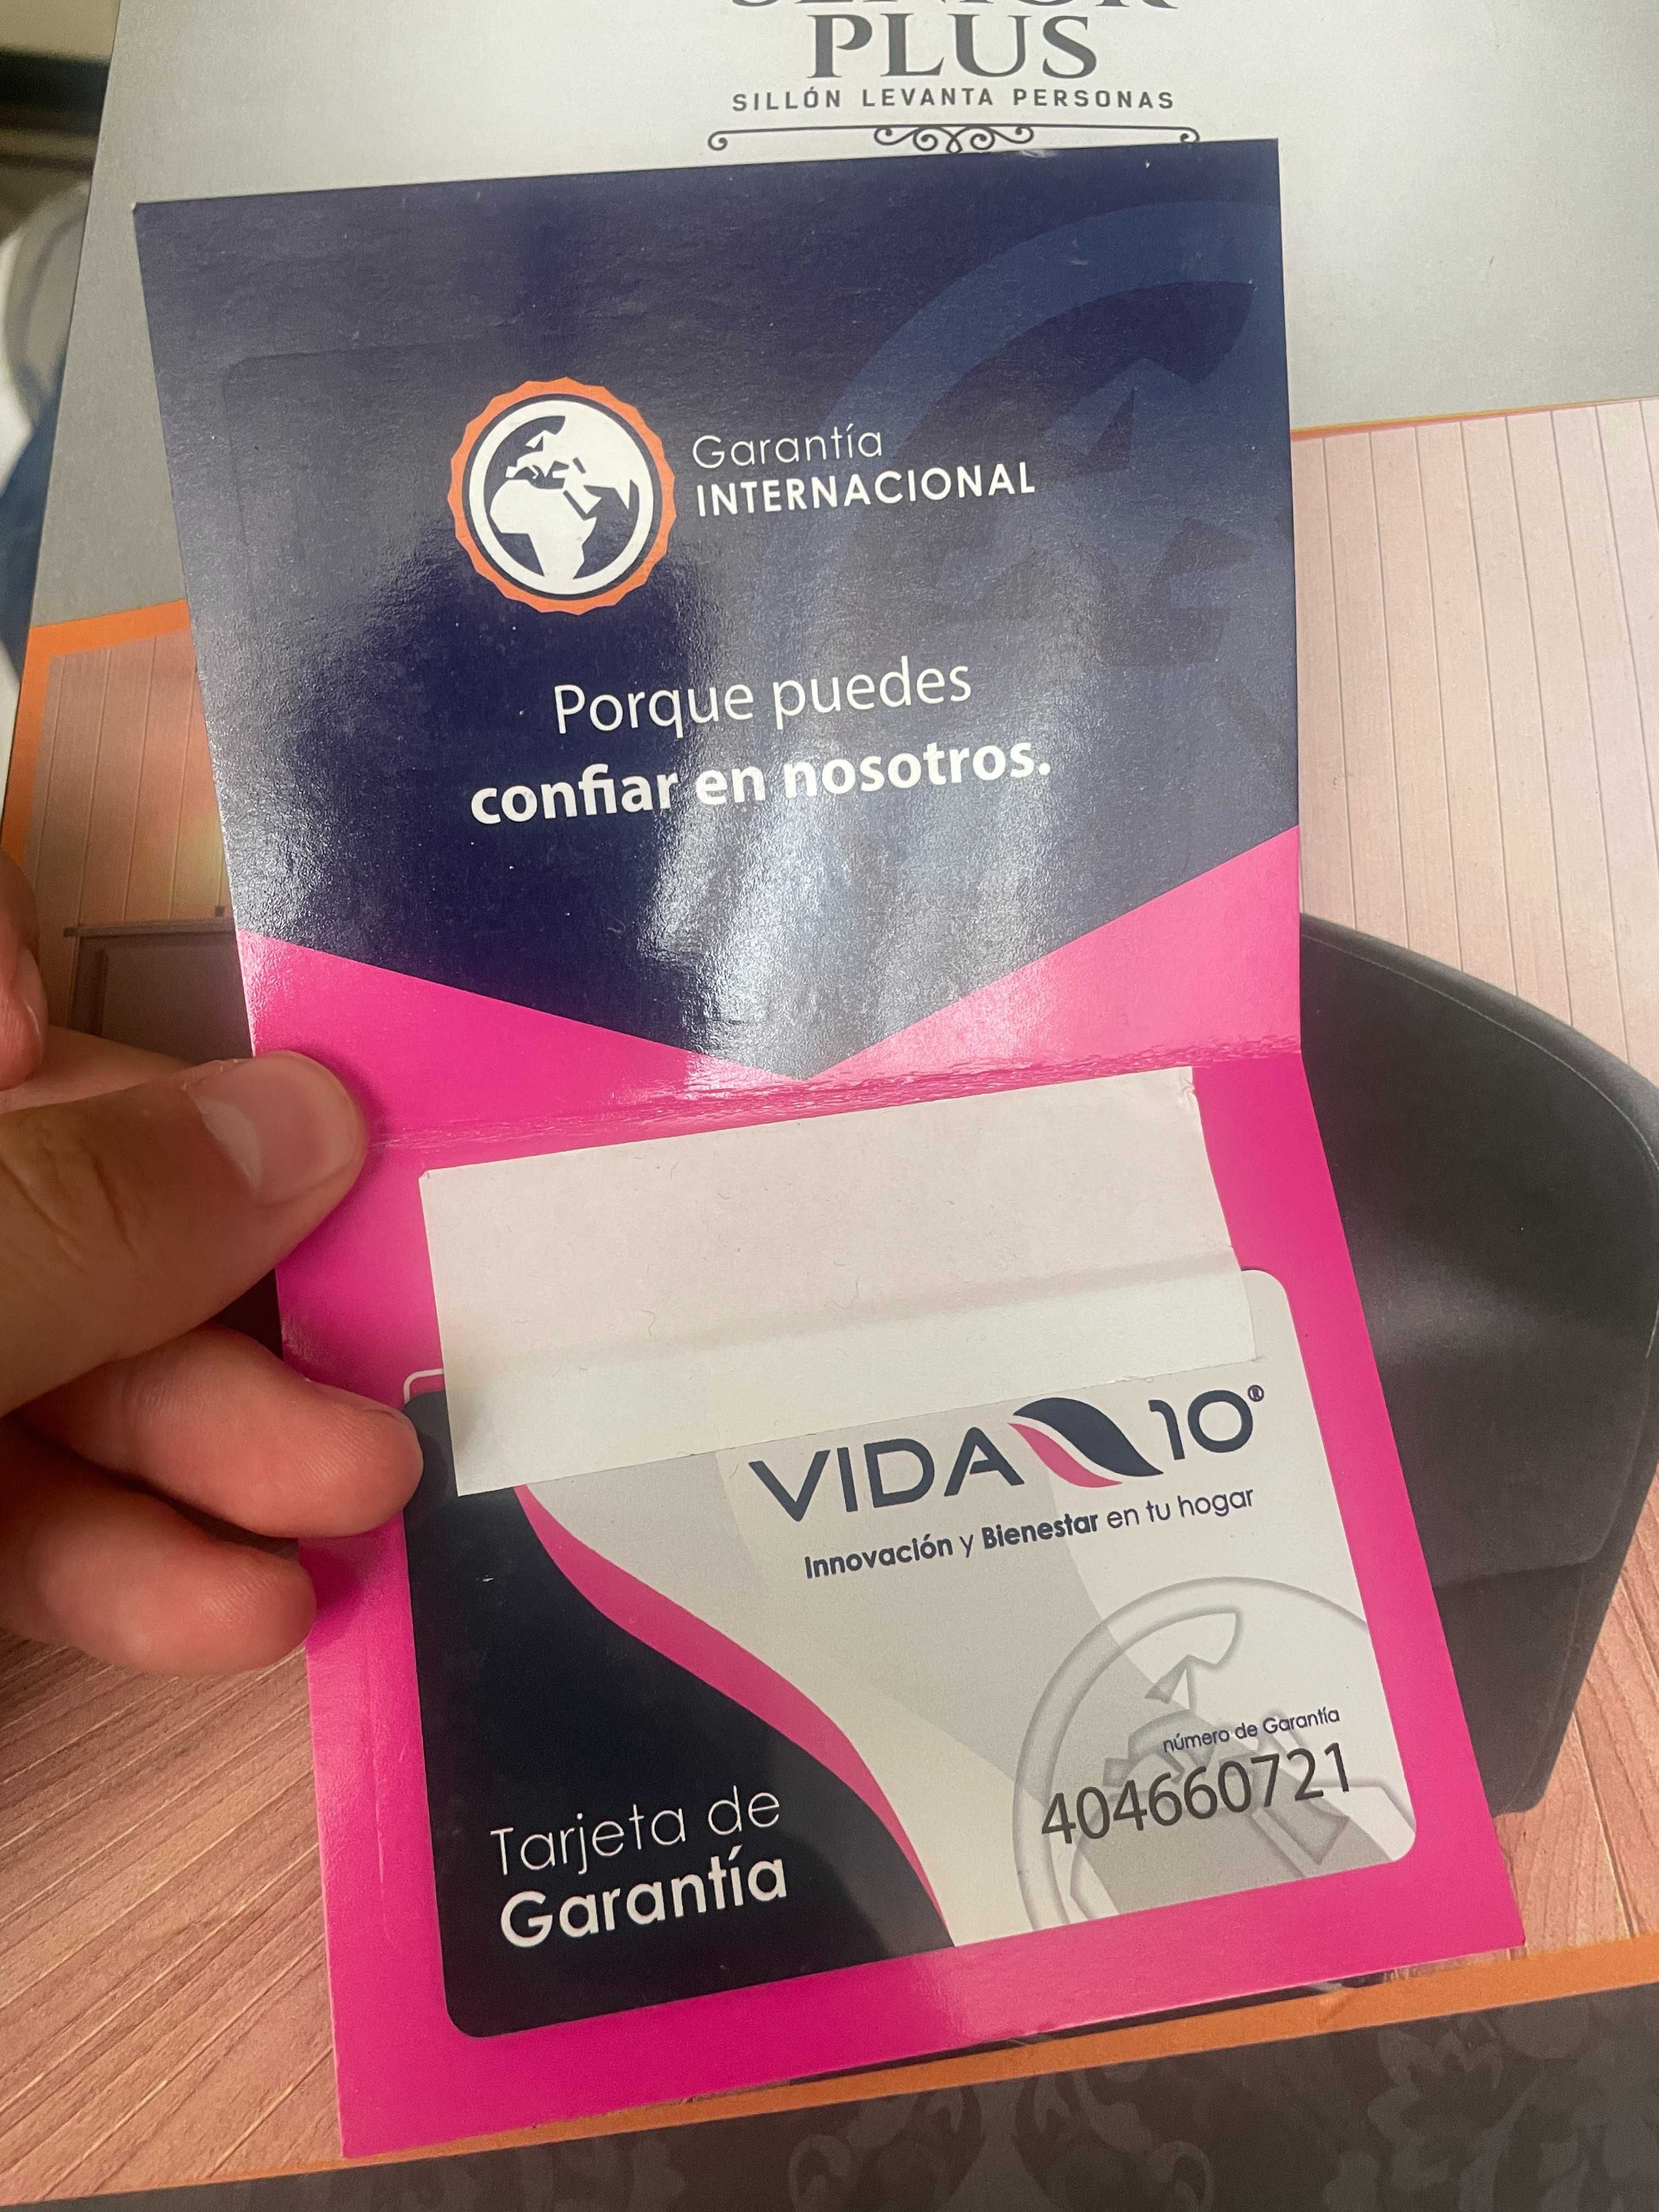 SENIOR
PLUS
SILLÓN LEVANTA PERSONAS
Garantía
INTERNACIONAL
Porque puedes
confiar en nosotros.
VIDA 10®
Innovación y Bienestar en tu hogar
número de Garantía
404660721
Tarjeta de
Garantía